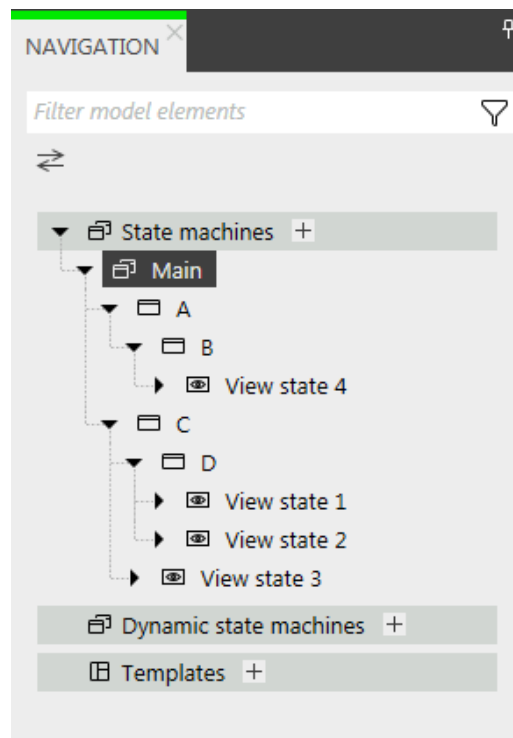 NAVIGATION
Filter model elements
State machines
Main
A
B
View state 4
C
D
View state 1
View state 2
View state 3
Dynamic state machines
Templates